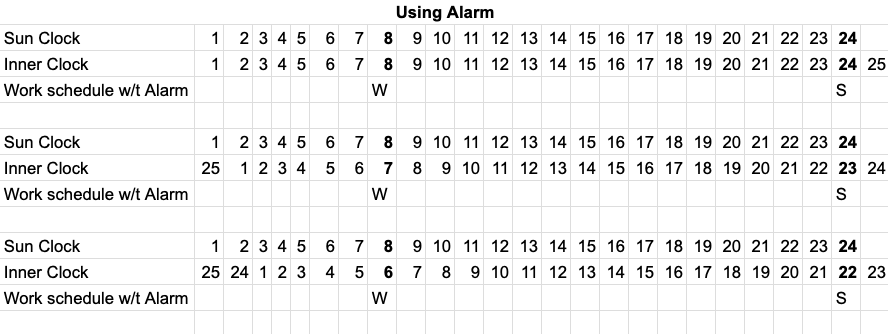 Using Alarm
Sun Clock 1 2 3 4 5 6 7 8 9 10 11 12 13 14 15 16 17 18 19 20 21 22 23 24
Inner Clock 1 2 3 4 5 6 7 8 9 10 11 12 13 14 15 16 17 18 19 20 21 22 23 24 25
Work schedule w/t Alarm W S
Sun Clock 1 2 3 4 5 6 7 8 9 10 11 12 13 14 15 16 17 18 19 20 21 22 23 24
Inner Clock 25 1 2 3 4 5 6 7 8 9 10 11 12 13 14 15 16 17 18 19 20 21 22 23 24
Work schedule w/t Alarm W S
Sun Clock 1 2 3 4 5 6 7 8 9 10 11 12 13 14 15 16 17 18 19 20 21 22 23 24
Inner Clock 25 24 1 2 3 4 5 6 7 8 9 10 11 12 13 14 15 16 17 18 19 20 21 22 23
Work schedule w/t Alarm W S